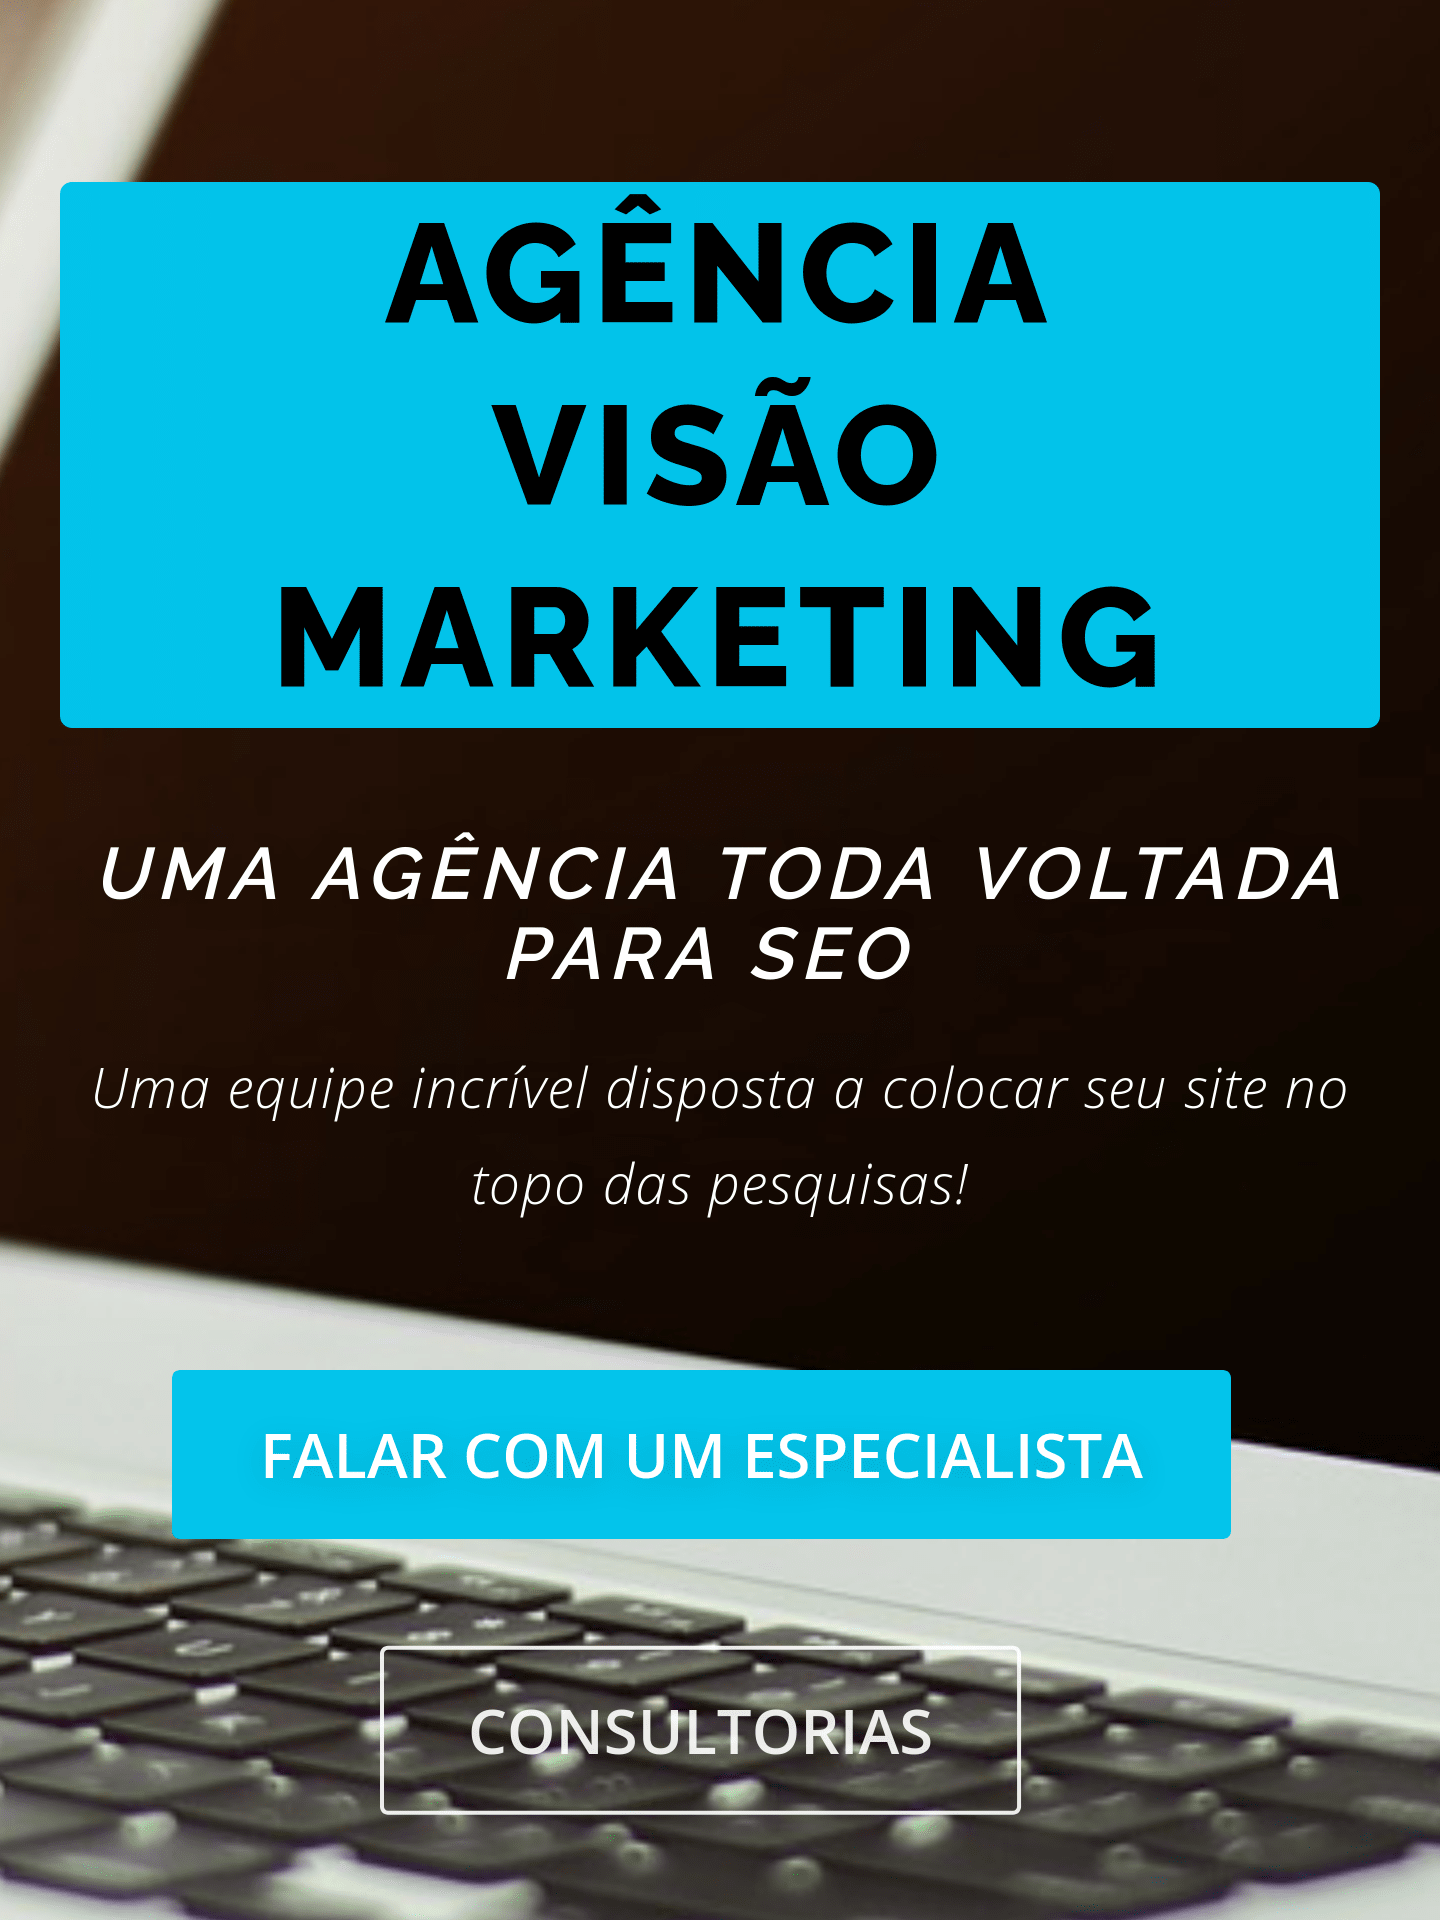 AGÊNCIA
VISÃO
MARKETING
UMA AGÊNCIA TODA VOLTADA
PARA SEO
Uma equipe incrível disposta a colocar seu site no
topo das pesquisas!
FALAR COM UM ESPECIALISTA
CONSULTORIAS